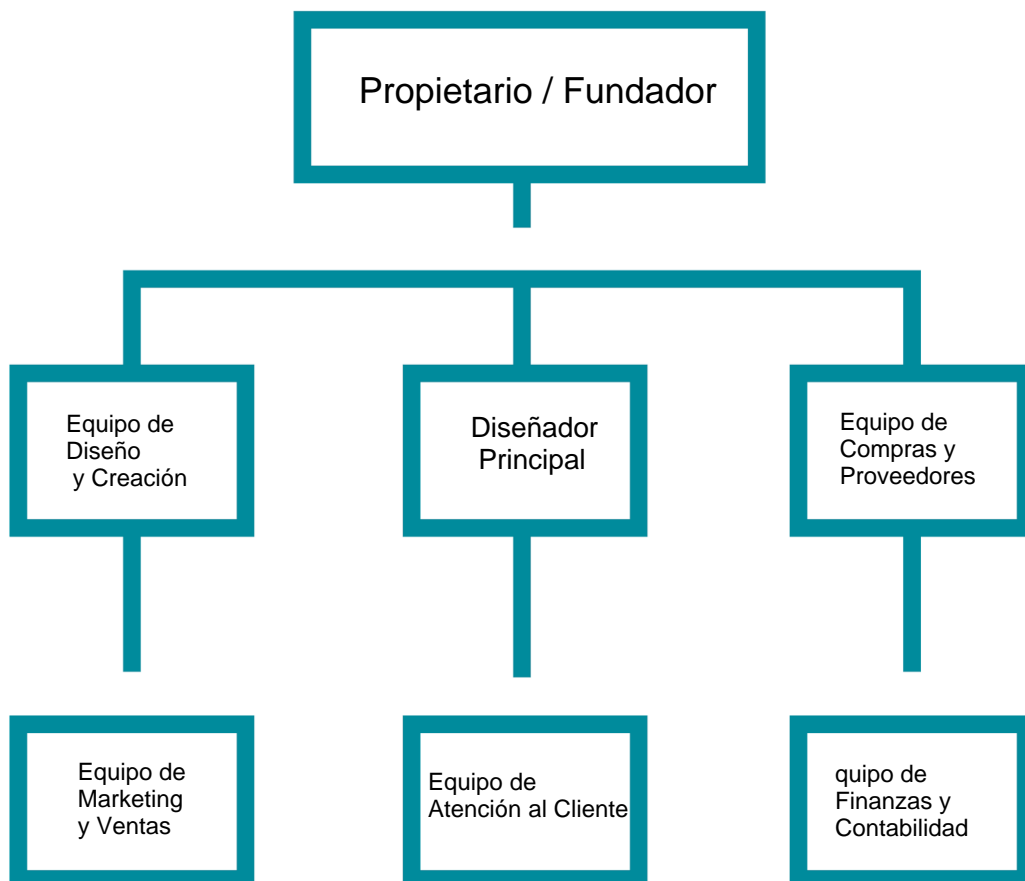 Propietario / Fundador
Equipo de
Diseño
y Creación
Diseñador
Principal
Equipo de
Compras y
Proveedores
Equipo de
Marketing
y Ventas
Equipo de
Atención al Cliente
quipo de
Finanzas y
Contabilidad